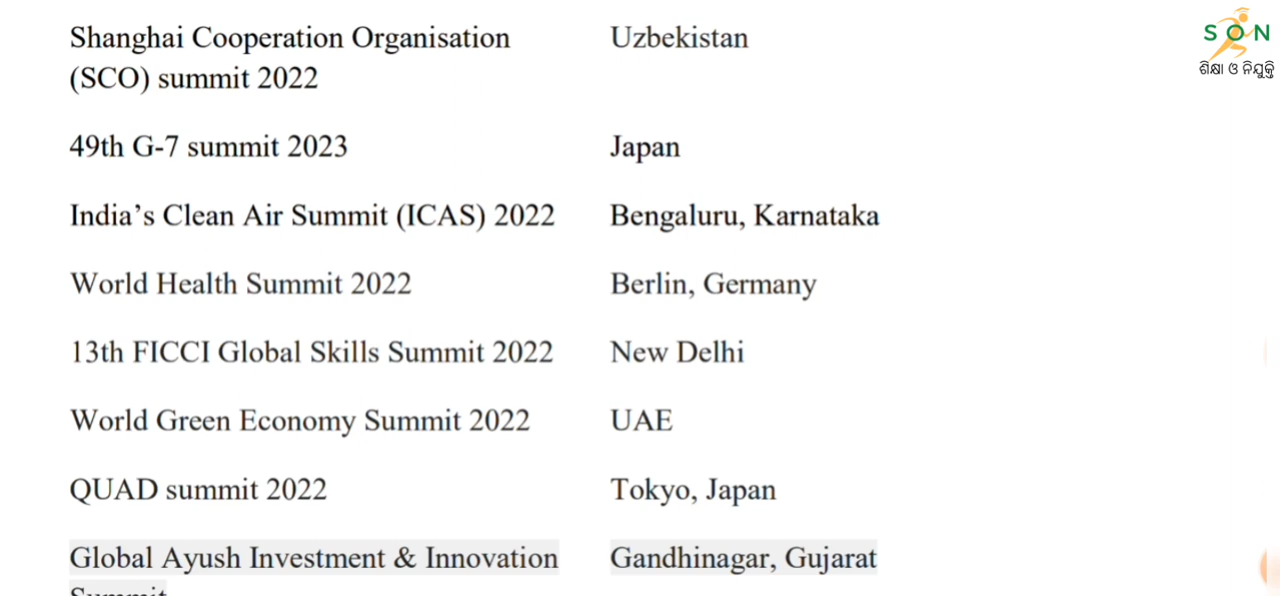 Shanghai Cooperation Organisation Uzbekistan
(SCO) summit 2022
49th G-7 summit 2023 Japan
India’s Clean Air Summit (ICAS) 2022 Bengaluru, Karnataka
World Health Summit 2022 Berlin, Germany
13th FICCI Global Skills Summit 2022 New Delhi
World Green Economy Summit 2022 UAE
QUAD summit 2022 Tokyo, Japan
Global Ayush Investment & Innovation Gandhinagar, Gujarat
Summit
SON
ଶିକ୍ଷା ଓ ନିଯୁକ୍ତି